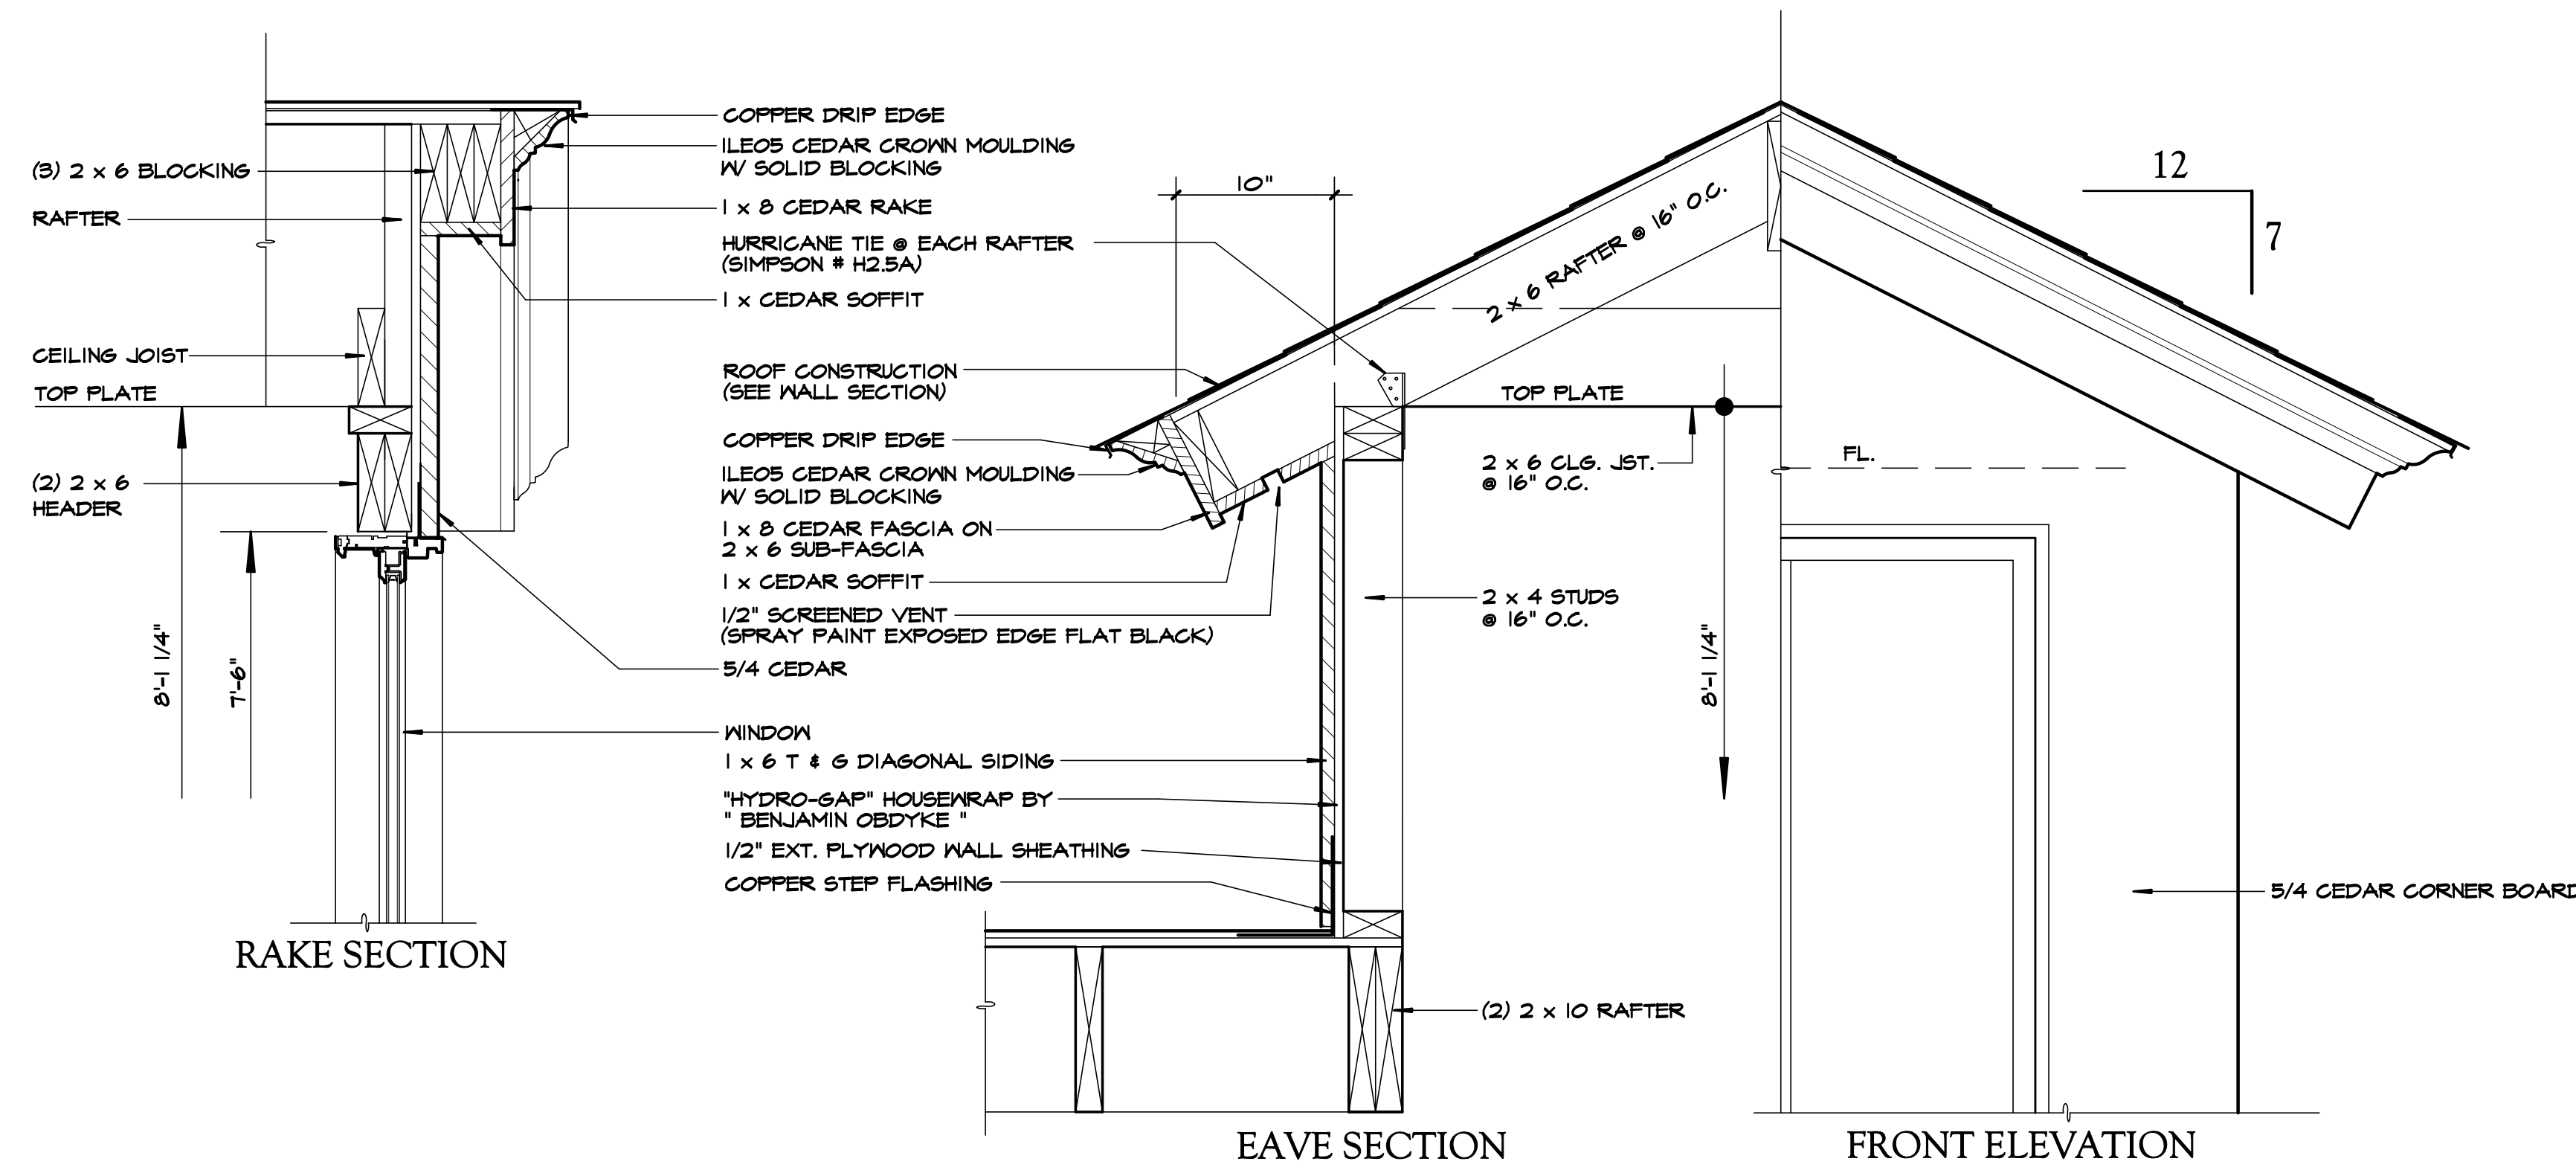 (3) 2 x 6 BLOCKING
RAFTER
CEILING JOIST
TOP PLATE
(2) 2 x 6
HEADER
8'-1 1/4"
7'-6"
RAKE SECTION
COPPER DRIP EDGE
1LE05 CEDAR CROWN MOULDING
W/ SOLID BLOCKING
1 x 8 CEDAR RAKE
HURRICANE TIE @ EACH RAFTER
(SIMPSON # H2.5A)
1 x CEDAR SOFFIT
ROOF CONSTRUCTION
(SEE WALL SECTION)
COPPER DRIP EDGE
1LE05 CEDAR CROWN MOULDING
W/ SOLID BLOCKING
1 x 8 CEDAR FASCIA ON
2 x 6 SUB-FASCIA
1 x CEDAR SOFFIT
1/2" SCREENED VENT
(SPRAY PAINT EXPOSED EDGE FLAT BLACK)
5/4 CEDAR
WINDOW
1 x 6 T & G DIAGONAL SIDING
"HYDRO-GAP" HOUSEWRAP BY
" BENJAMIN OBDYKE "
1/2" EXT. PLYWOOD WALL SHEATHING
COPPER STEP FLASHING
10"
2 x 6 RAFTER @ 16" O.C.
TOP PLATE
2 x 6 CLG. JST.
@ 16" O.C.
2 x 4 STUDS
@ 16" O.C.
8'-1 1/4"
(2) 2 x 10 RAFTER
EAVE SECTION
12
7
FL.
5/4 CEDAR CORNER BOARD
FRONT ELEVATION